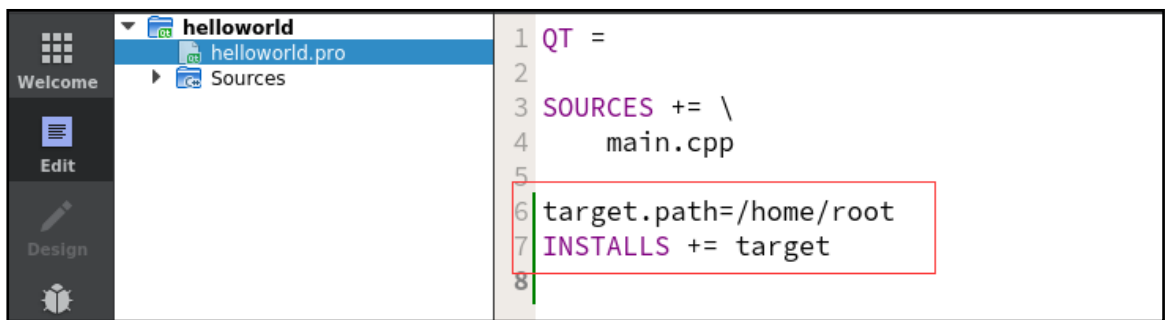 Welcome
Edit
Design
helloworld
helloworld.pro
Sources
1 QT =
2
3 SOURCES += \
4     main.cpp
5
6 target.path=/home/root
7 INSTALLS += target
8